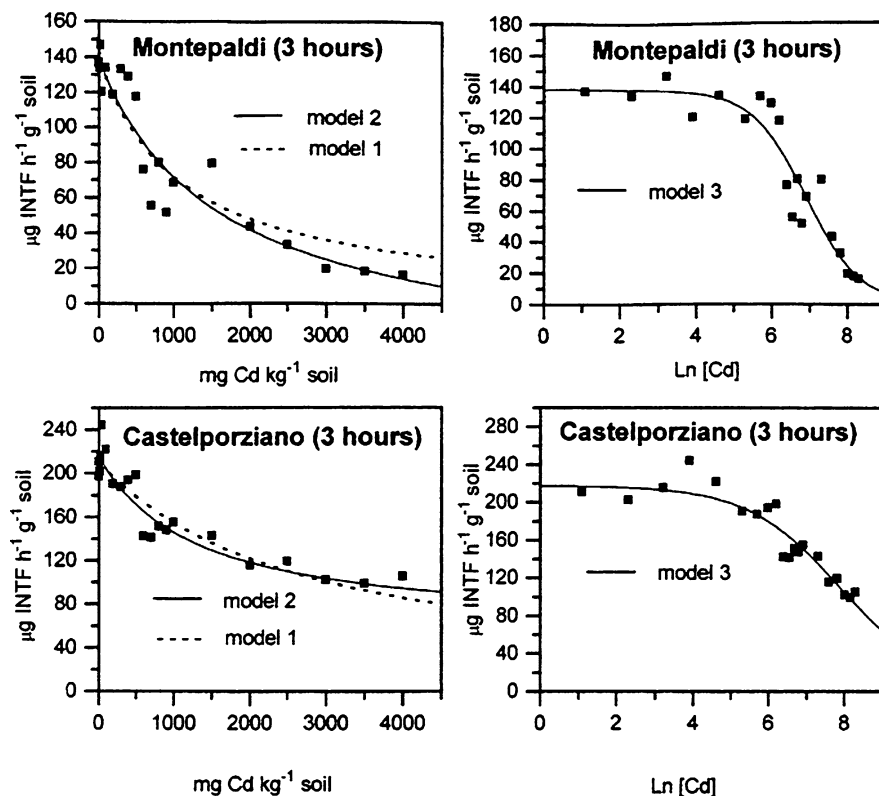 Montepaldi (3 hours)
µg INTF h⁻¹ g⁻¹ soil
160
140
120
100
80
60
40
20
0
model 2
model 1
0 1000 2000 3000 4000
mg Cd kg⁻¹ soil
Montepaldi (3 hours)
µg INTF h⁻¹ g⁻¹ soil
180
160
140
120
100
80
60
40
20
0
model 3
0 2 4 6 8
Ln [Cd]
Castelporziano (3 hours)
µg INTF h⁻¹ g⁻¹ soil
240
200
160
120
80
40
0
model 2
model 1
0 1000 2000 3000 4000
mg Cd kg⁻¹ soil
Castelporziano (3 hours)
µg INTF h⁻¹ g⁻¹ soil
280
240
200
160
120
80
40
0
model 3
0 2 4 6 8
Ln [Cd]